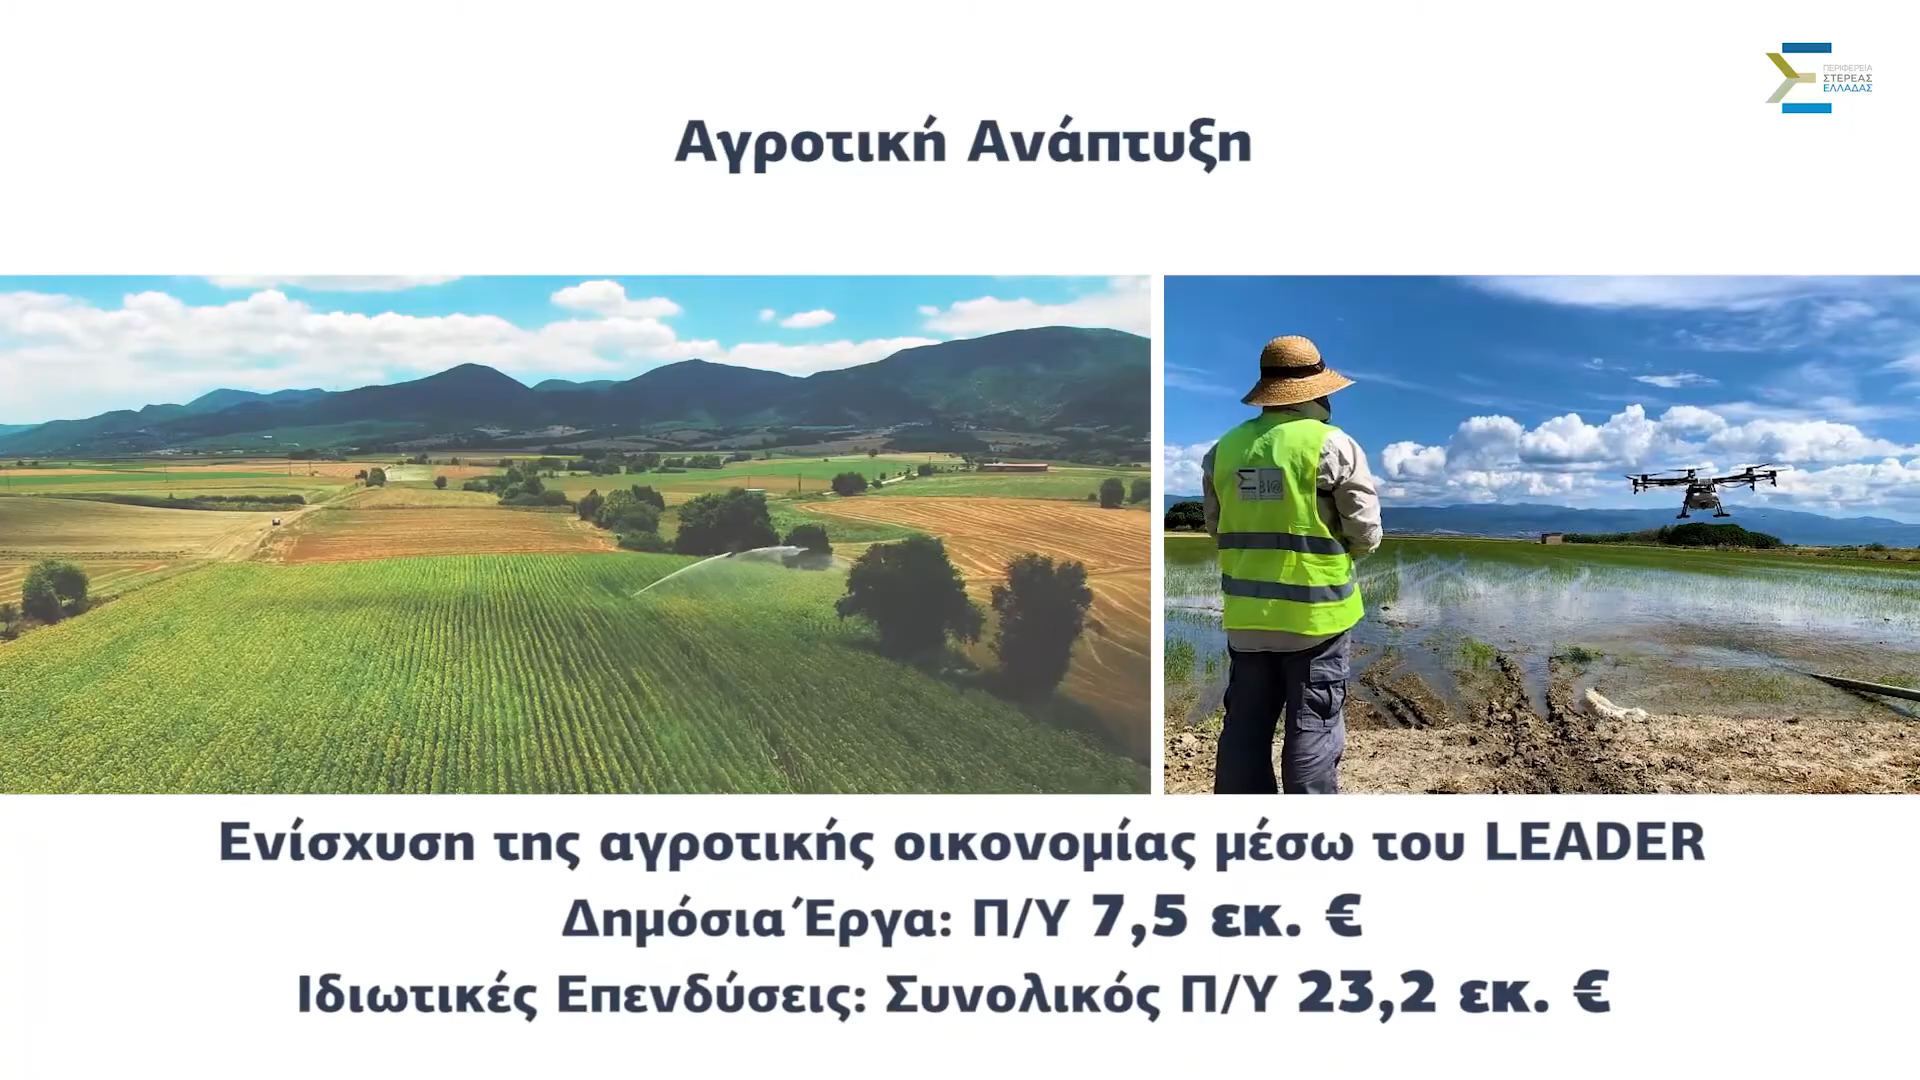 ΠΕΡΙΦΕΡΕΙΑ
ΣΤΕΡΕΑΣ
ΕΛΛΑΔΑΣ
Αγροτική Ανάπτυξη
Ενίσχυση της αγροτικής οικονομίας μέσω του LEADER
Δημόσια Έργα: Π/Υ 7,5 εκ. €
Ιδιωτικές Επενδύσεις: Συνολικός Π/Υ 23,2 εκ. €